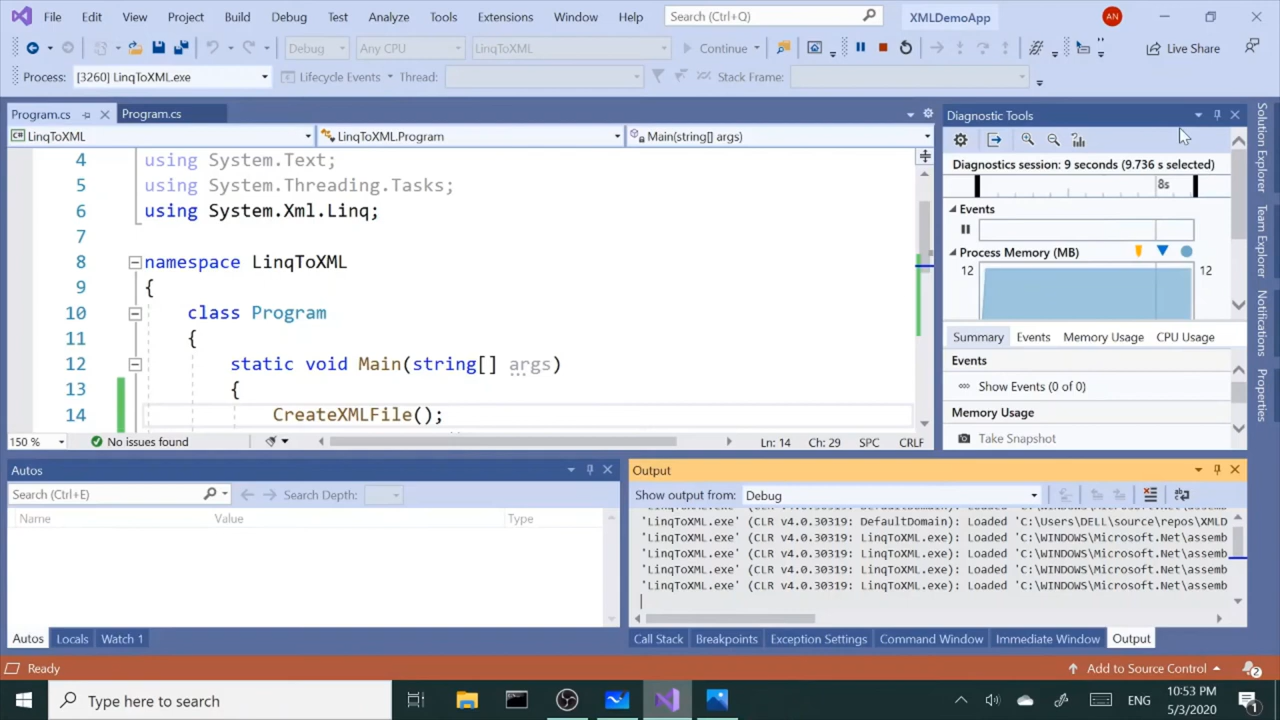 File Edit View Project Build Debug Test Analyze Tools Extensions Window Help Search (Ctrl+Q) XMLDemoApp AN
Debug Any CPU LinqToXML Continue Live Share
Process: [3260] LinqToXML.exe Lifecycle Events Thread: Stack Frame:
Program.cs Program.cs
LinqToXML LinqToXML.Program Main(string[] args)
4 using System.Text;
5 using System.Threading.Tasks;
6 using System.Xml.Linq;
7
8 namespace LinqToXML
9 {
10 class Program
11 {
12 static void Main(string[] args)
13 {
14 CreateXMLFile();
150 % No issues found Ln: 14 Ch: 29 SPC CRLF
Diagnostic Tools
Diagnostics session: 9 seconds (9.736 s selected)
8s
Events
Process Memory (MB)
12 12
Summary Events Memory Usage CPU Usage
Events
Show Events (0 of 0)
Memory Usage
Take Snapshot
Solution Explorer
Team Explorer
Notifications
Properties
Autos
Search (Ctrl+E) Search Depth:
Name Value Type
Autos Locals Watch 1
Output
Show output from: Debug
'LinqToXML.exe' (CLR v4.0.30319: DefaultDomain): Loaded 'C:\Users\DELL\source\repos\XMLD
'LinqToXML.exe' (CLR v4.0.30319: LinqToXML.exe): Loaded 'C:\WINDOWS\Microsoft.Net\assemb
'LinqToXML.exe' (CLR v4.0.30319: LinqToXML.exe): Loaded 'C:\WINDOWS\Microsoft.Net\assemb
'LinqToXML.exe' (CLR v4.0.30319: LinqToXML.exe): Loaded 'C:\WINDOWS\Microsoft.Net\assemb
'LinqToXML.exe' (CLR v4.0.30319: LinqToXML.exe): Loaded 'C:\WINDOWS\Microsoft.Net\assemb
Call Stack Breakpoints Exception Settings Command Window Immediate Window Output
Ready Add to Source Control 2
Type here to search ENG 10:53 PM 1
5/3/2020